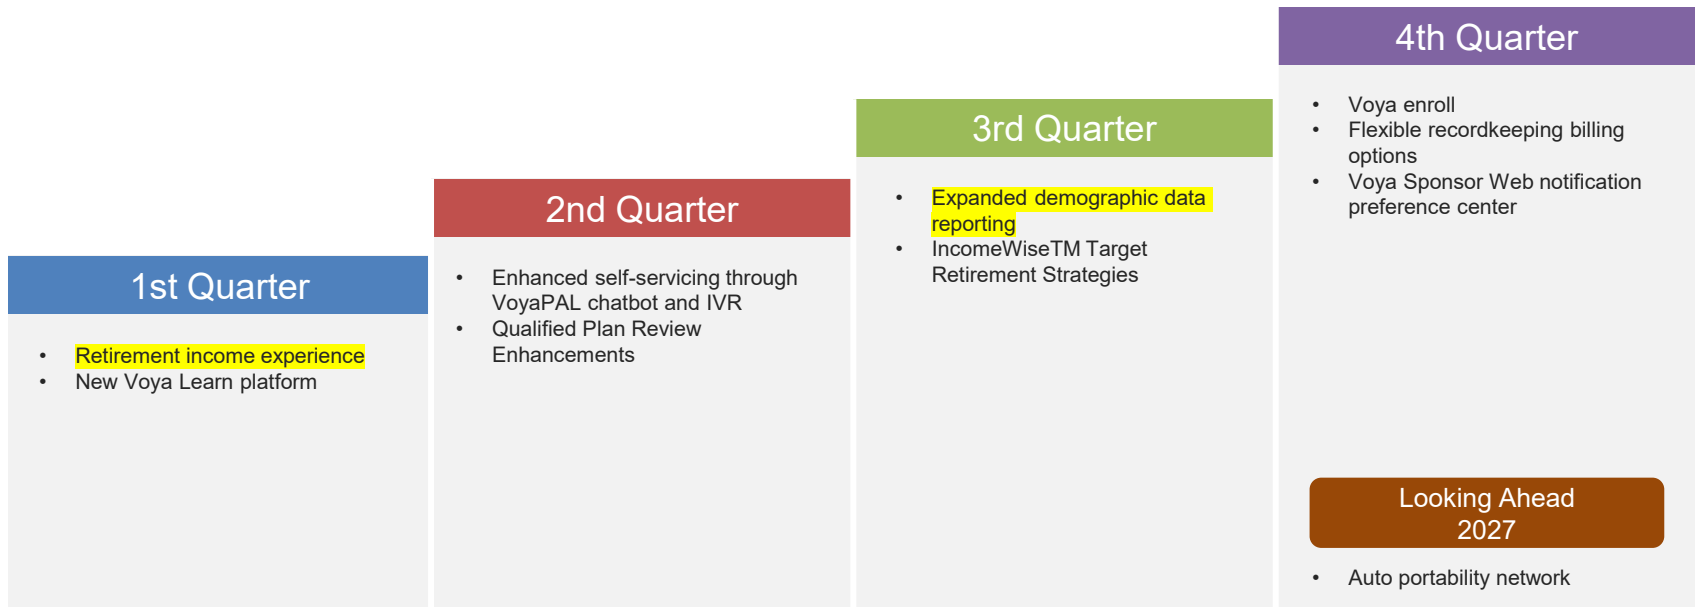 1st Quarter
• Retirement income experience
• New Voya Learn platform
2nd Quarter
• Enhanced self-servicing through
VoyaPAL chatbot and IVR
• Qualified Plan Review
Enhancements
3rd Quarter
• Expanded demographic data
reporting
• IncomeWiseTM Target
Retirement Strategies
4th Quarter
• Voya enroll
• Flexible recordkeeping billing
options
• Voya Sponsor Web notification
preference center
Looking Ahead
2027
• Auto portability network